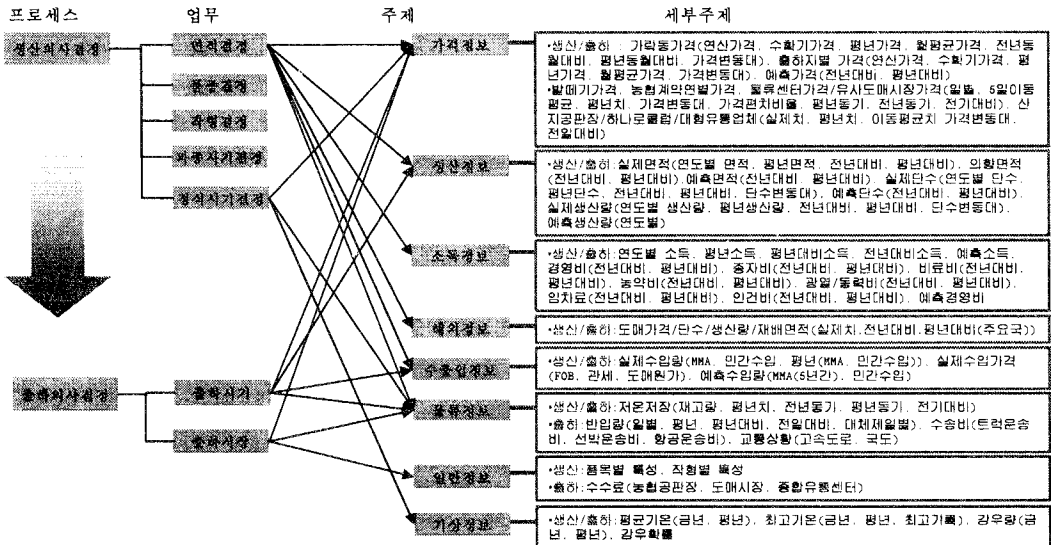 프로세스 업무 주제 세부주제
생산의사결정
면적결정
품종결정
작형결정
파종시기결정
정식시기결정
출하의사결정
출하시기
출하시장
가격정보
•생산/출하 : 가락동가격(연산가격, 수확기가격, 평년가격, 월평균가격, 전년동
월대비, 평년동월대비, 가격변동대), 출하지별 가격(연산가격, 수확기가격, 평
년가격, 월평균가격, 가격변동대), 예측가격(전년대비, 평년대비)
•밭떼기가격, 농협계약연별가격, 물류센터가격/유사도매시장가격(일별, 5일이동
평균, 평년치, 가격변동대, 가격편차비율, 평년동기, 전년동기, 전기대비), 산
지공판장/하나로클럽/대형유통업체(실제치, 평년치, 이동평균치 가격변동대,
전일대비)
생산정보
•생산/출하:실제면적(연도별 면적, 평년면적, 전년대비, 평년대비), 의향면적
(전년대비, 평년대비),예측면적(전년대비, 평년대비), 실제단수(연도별 단수,
평년단수, 전년대비, 평년대비, 단수변동대), 예측단수(전년대비, 평년대비),
실제생산량(연도별 생산량, 평년생산량, 전년대비, 평년대비, 단수변동대),
예측생산량(연도별)
소득정보
•생산/출하:연도별 소득, 평년소득, 평년대비소득, 전년대비소득, 예측소득,
경영비(전년대비, 평년대비), 종자비(전년대비, 평년대비), 비료비(전년대비,
평년대비), 농약비(전년대비, 평년대비), 광열/동력비(전년대비, 평년대비),
임차료(전년대비, 평년대비), 인건비(전년대비, 평년대비), 예측경영비
해외정보
•생산/출하:도매가격/단수/생산량/재배면적(실제치,전년대비,평년대비(주요국))
수출입정보
•생산/출하:실제수입량(MMA, 민간수입, 평년(MMA, 민간수입)), 실제수입가격
(FOB, 관세, 도매원가), 예측수입량(MMA(5년간), 민간수입)
물류정보
•생산/출하:저온저장(재고량, 평년치, 전년동기, 평년동기, 전기대비)
•출하:반입량(일별, 평년, 평년대비, 전일대비, 대체제일별), 수송비(트럭운송
비, 선박운송비, 항공운송비), 교통상황(고속도로, 국도)
일반정보
•생산:품목별 특성, 작형별 특성
•출하:수수료(농협공판장, 도매시장, 종합유통센터)
기상정보
•생산/출하:평균기온(금년, 평년), 최고기온(금년, 평년, 최고기록), 강우량(금
년, 평년), 강우확률